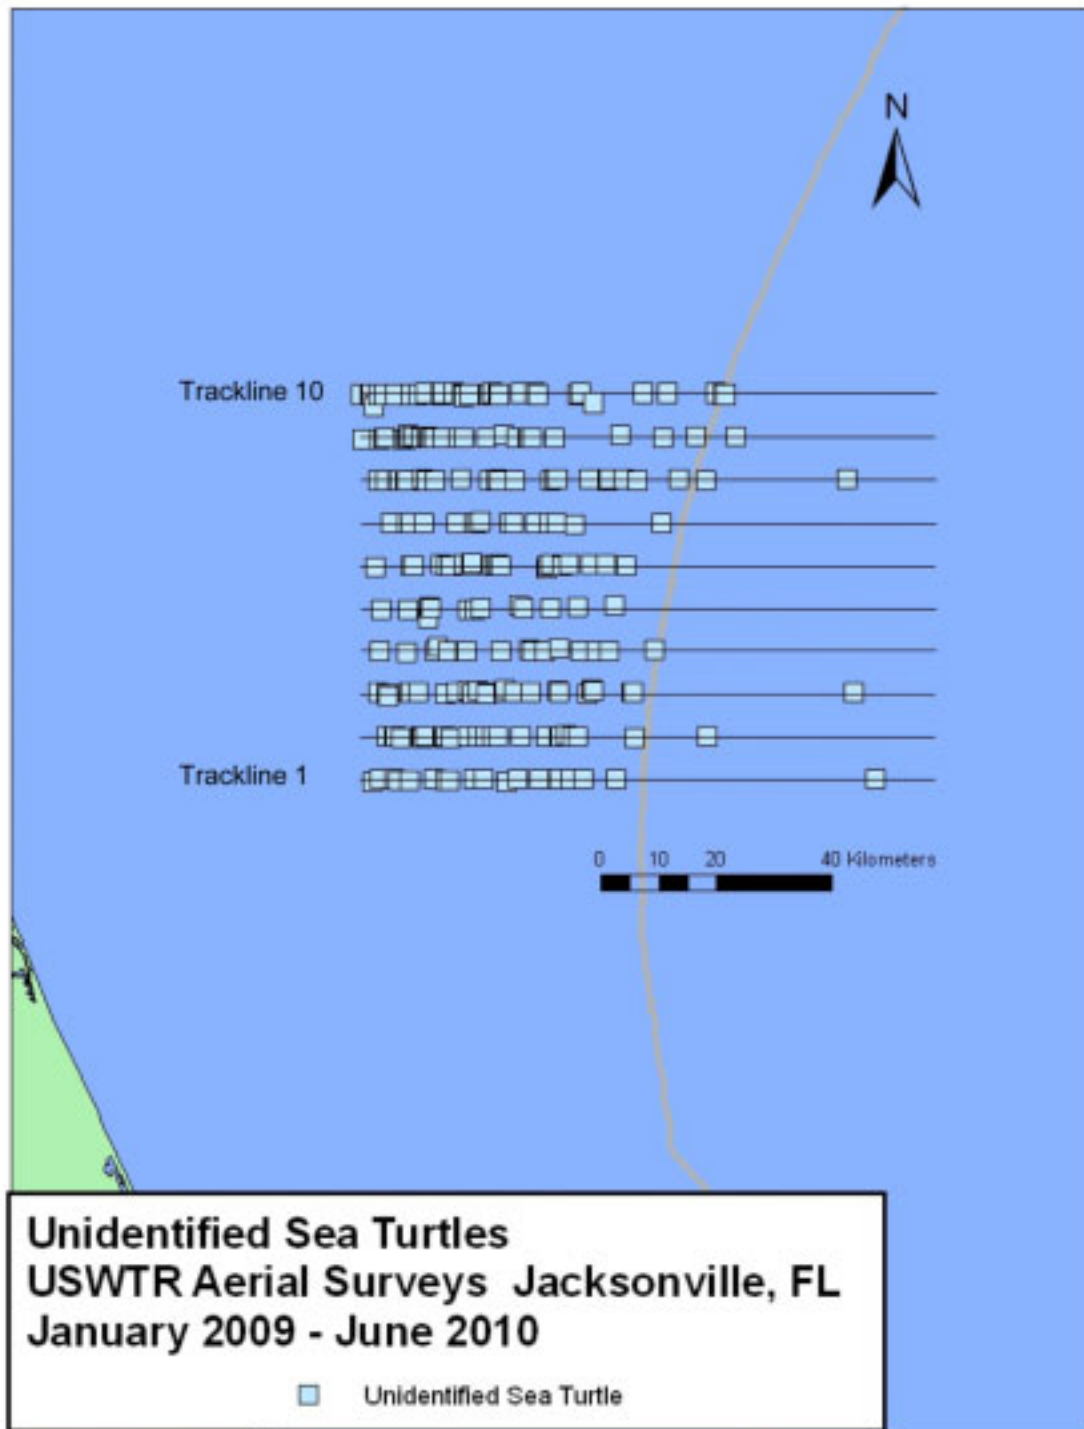 N
Trackline 10
Trackline 1
0 10 20 40 Kilometers
Unidentified Sea Turtles
USWTR Aerial Surveys Jacksonville, FL
January 2009 - June 2010
Unidentified Sea Turtle